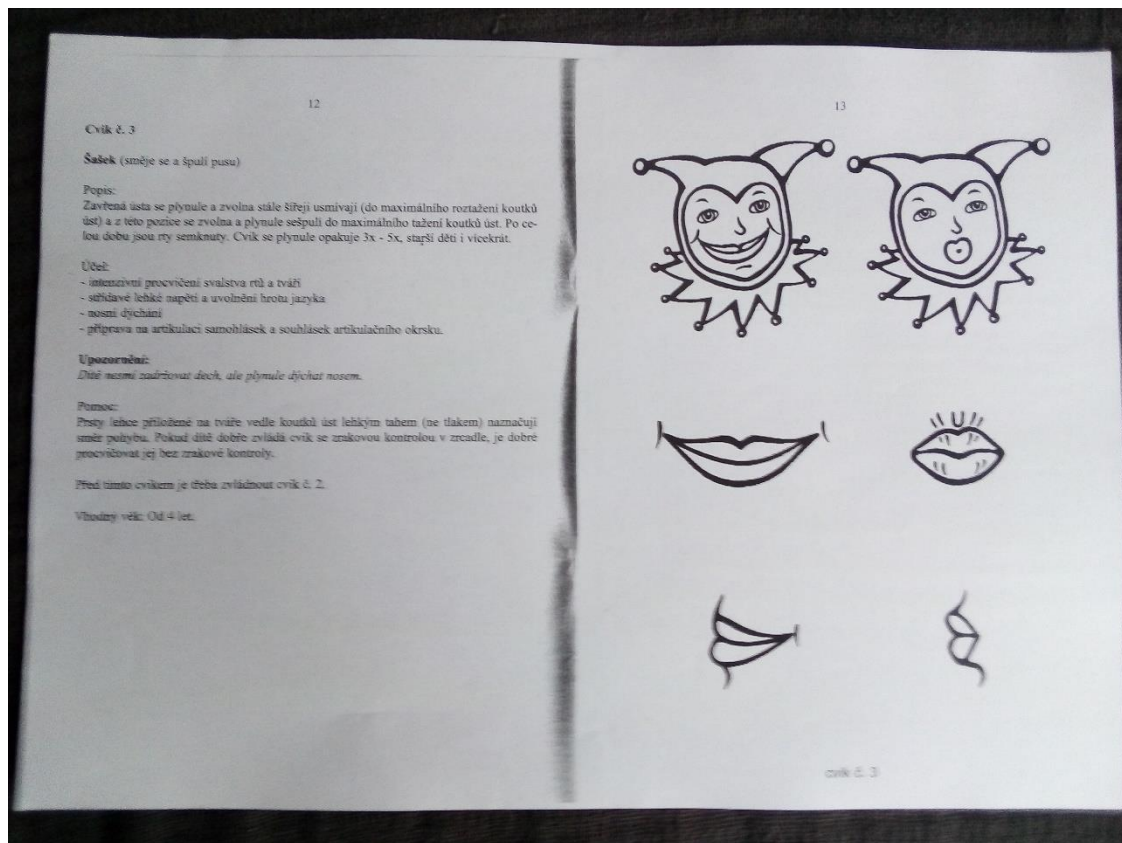 12
Cvik č. 3
Šašek (směje se a špulí pusu)
Popis:
Zavřená ústa se plynule a zvolna stále šířeji usmívají (do maximálního roztažení koutků
úst) a z této pozice se zvolna a plynule sešpulí do maximálního tažení koutků úst. Po ce-
lou dobu jsou rty semknuty. Cvik se plynule opakuje 3x - 5x, starší děti i vícekrát.
Účel:
- intenzivní procvičení svalstva rtů a tváří
- střídavé lehké napětí a uvolnění hrotu jazyka
- nosní dýchání
- příprava na artikulaci samohlásek a souhlásek artikulačního okrsku.
Upozornění:
Dítě nesmí zadržovat dech, ale plynule dýchat nosem.
Pomoc:
Prsty lehce přiložené na tváře vedle koutků úst lehkým tahem (ne tlakem) naznačují
směr pohybu. Pokud dítě dobře zvládá cvik se zrakovou kontrolou v zrcadle, je dobré
procvičovat jej bez zrakové kontroly.
Před tímto cvikem je třeba zvládnout cvik č. 2.
Vhodný věk: Od 4 let.
13
cvik č. 3